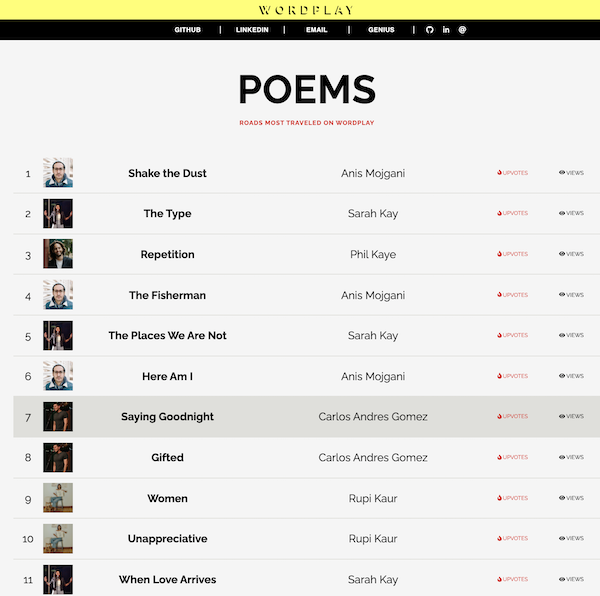 WORDPLAY
GITHUB | LINKEDIN | EMAIL | GENIUS |
POEMS
ROADS MOST TRAVELED ON WORDPLAY
1 Shake the Dust Anis Mojgani UPVOTES VIEWS
2 The Type Sarah Kay UPVOTES VIEWS
3 Repetition Phil Kaye UPVOTES VIEWS
4 The Fisherman Anis Mojgani UPVOTES VIEWS
5 The Places We Are Not Sarah Kay UPVOTES VIEWS
6 Here Am I Anis Mojgani UPVOTES VIEWS
7 Saying Goodnight Carlos Andres Gomez UPVOTES VIEWS
8 Gifted Carlos Andres Gomez UPVOTES VIEWS
9 Women Rupi Kaur UPVOTES VIEWS
10 Unappreciative Rupi Kaur UPVOTES VIEWS
11 When Love Arrives Sarah Kay UPVOTES VIEWS